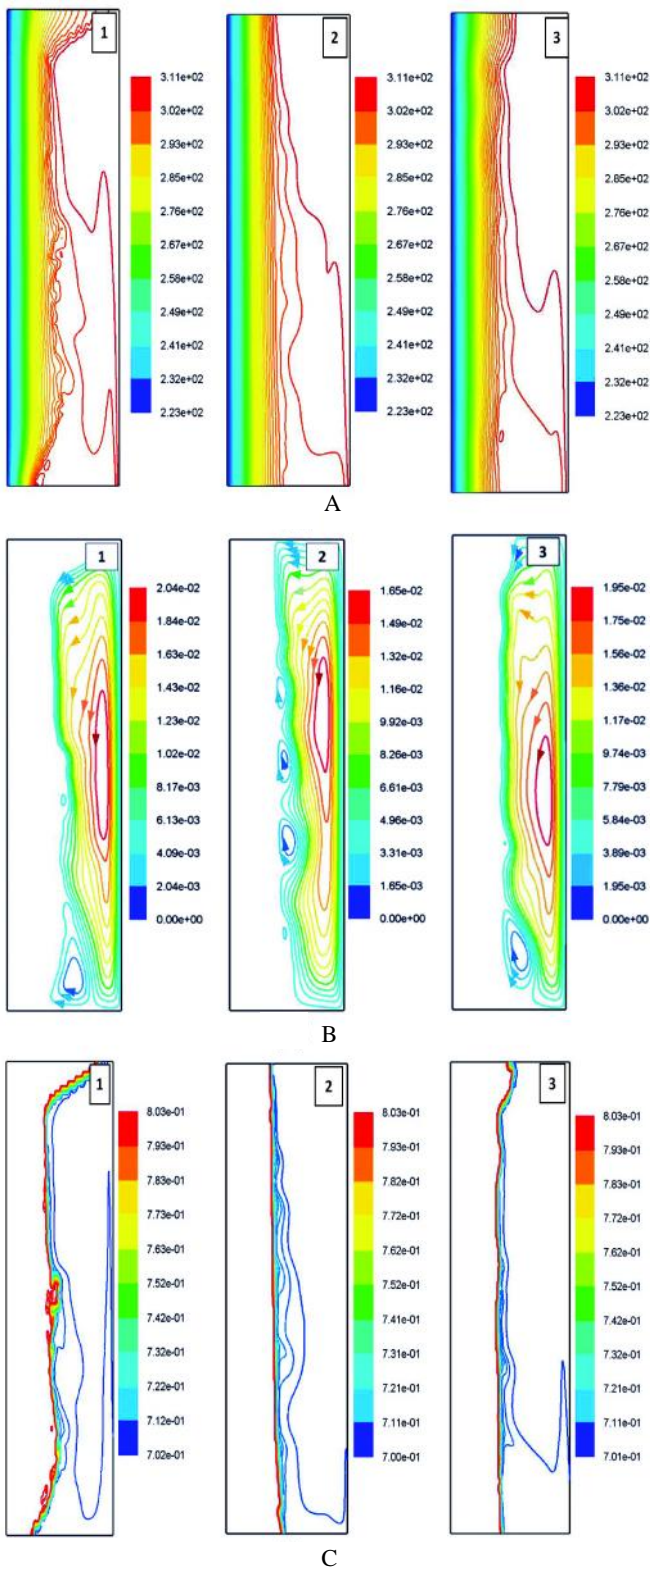 1
3.11e+02
3.02e+02
2.93e+02
2.85e+02
2.76e+02
2.67e+02
2.58e+02
2.49e+02
2.41e+02
2.32e+02
2.23e+02
2
3.11e+02
3.02e+02
2.93e+02
2.85e+02
2.76e+02
2.67e+02
2.58e+02
2.49e+02
2.41e+02
2.32e+02
2.23e+02
3
3.11e+02
3.02e+02
2.93e+02
2.85e+02
2.76e+02
2.67e+02
2.58e+02
2.49e+02
2.41e+02
2.32e+02
2.23e+02
A
1
2.04e-02
1.84e-02
1.63e-02
1.43e-02
1.23e-02
1.02e-02
8.17e-03
6.13e-03
4.09e-03
2.04e-03
0.00e+00
2
1.65e-02
1.49e-02
1.32e-02
1.16e-02
9.92e-03
8.26e-03
6.61e-03
4.96e-03
3.31e-03
1.65e-03
0.00e+00
3
1.95e-02
1.75e-02
1.56e-02
1.36e-02
1.17e-02
9.74e-03
7.79e-03
5.84e-03
3.89e-03
1.95e-03
0.00e+00
B
1
8.03e-01
7.93e-01
7.83e-01
7.73e-01
7.63e-01
7.52e-01
7.42e-01
7.32e-01
7.22e-01
7.12e-01
7.02e-01
2
8.03e-01
7.93e-01
7.82e-01
7.72e-01
7.62e-01
7.52e-01
7.41e-01
7.31e-01
7.21e-01
7.11e-01
7.00e-01
3
8.03e-01
7.93e-01
7.83e-01
7.72e-01
7.62e-01
7.52e-01
7.42e-01
7.32e-01
7.21e-01
7.11e-01
7.01e-01
C